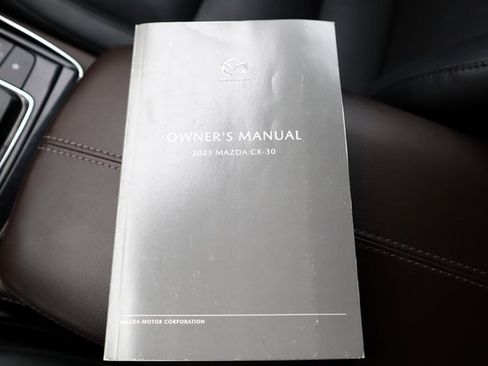 OWNER'S MANUAL
2023 MAZDA CX-30
MAZDA MOTOR CORPORATION